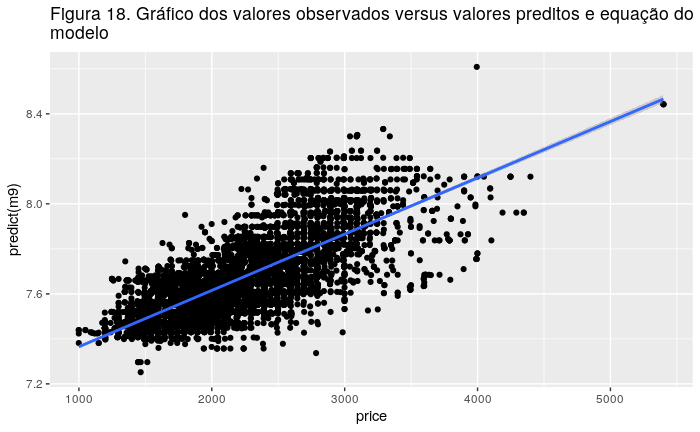 Figura 18. Gráfico dos valores observados versus valores preditos e equação do
modelo
8.4
8.0
7.6
7.2
predict(m9)
1000 2000 3000 4000 5000
price